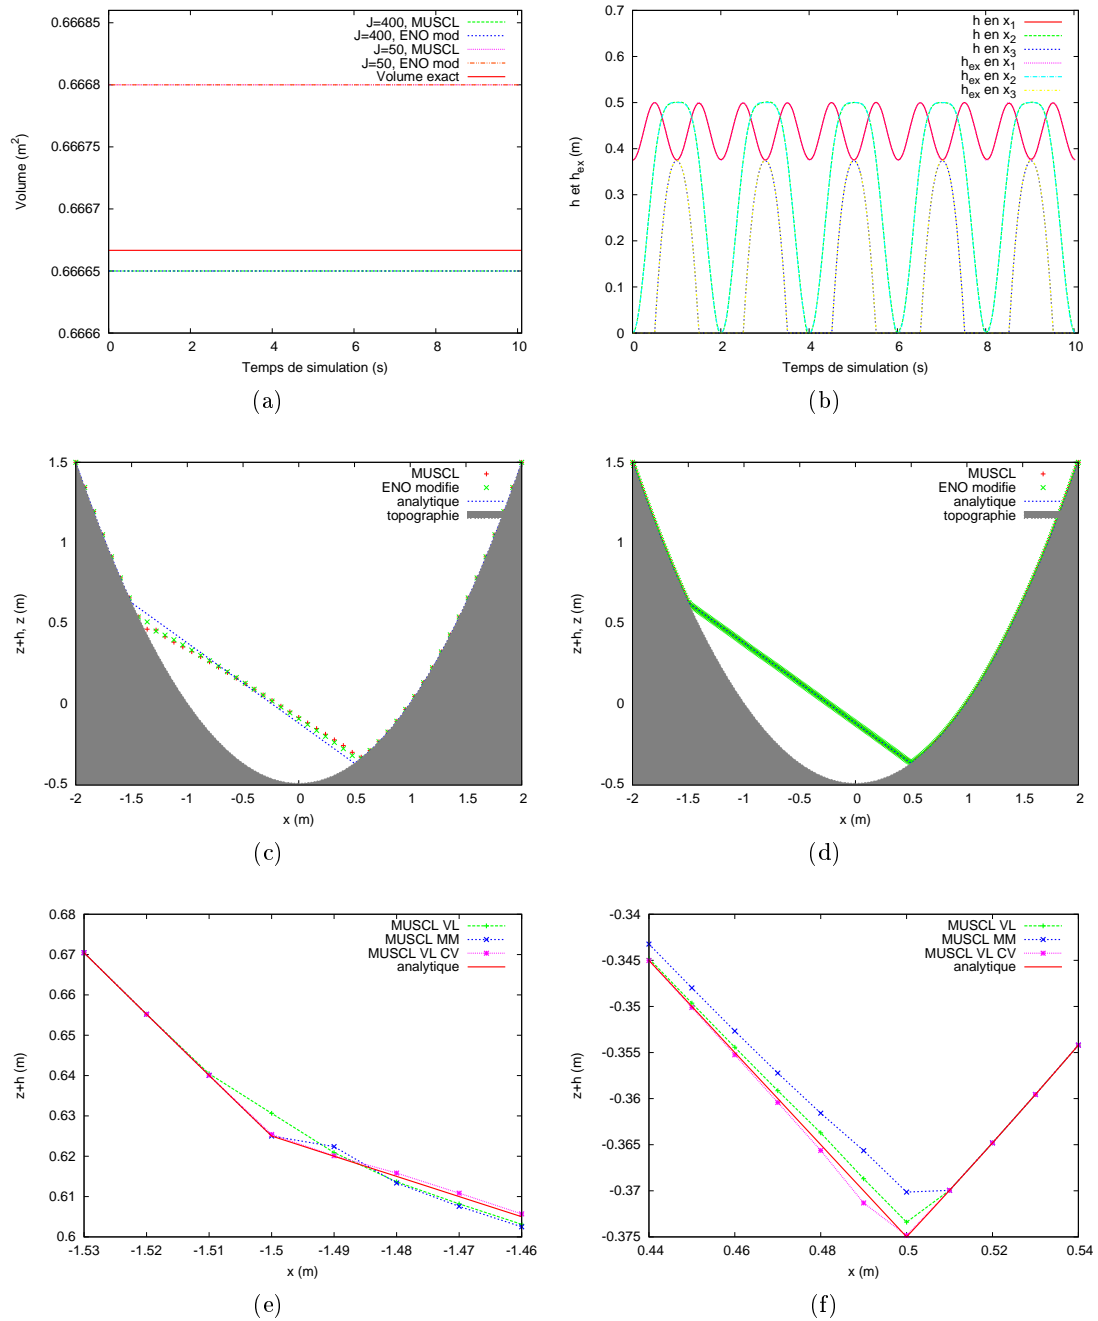 0.66685
0.6668
0.66675
0.6667
0.66665
0.6666
Volume (m²)
J=400, MUSCL
J=400, ENO mod
J=50, MUSCL
J=50, ENO mod
Volume exact
0 2 4 6 8 10
Temps de simulation (s)
(a)
0.7
0.6
0.5
0.4
0.3
0.2
0.1
0
h et h_ex (m)
h en x₁
h en x₂
h en x₃
h_ex en x₁
h_ex en x₂
h_ex en x₃
0 2 4 6 8 10
Temps de simulation (s)
(b)
1.5
1
0.5
0
-0.5
z+h, z (m)
MUSCL
ENO modifie
analytique
topographie
-2 -1.5 -1 -0.5 0 0.5 1 1.5 2
x (m)
(c)
1.5
1
0.5
0
-0.5
z+h, z (m)
MUSCL
ENO modifie
analytique
topographie
-2 -1.5 -1 -0.5 0 0.5 1 1.5 2
x (m)
(d)
0.68
0.67
0.66
0.65
0.64
0.63
0.62
0.61
0.6
z+h (m)
MUSCL VL
MUSCL MM
MUSCL VL CV
analytique
-1.53 -1.52 -1.51 -1.5 -1.49 -1.48 -1.47 -1.46
x (m)
(e)
-0.34
-0.345
-0.35
-0.355
-0.36
-0.365
-0.37
-0.375
z+h (m)
MUSCL VL
MUSCL MM
MUSCL VL CV
analytique
0.44 0.46 0.48 0.5 0.52 0.54
x (m)
(f)